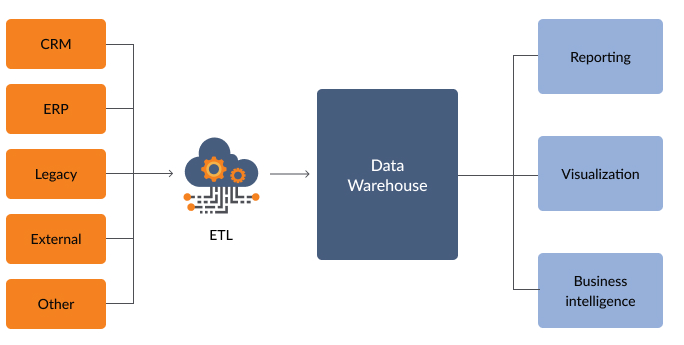 CRM
ERP
Legacy
External
Other
ETL
Data
Warehouse
Reporting
Visualization
Business
intelligence